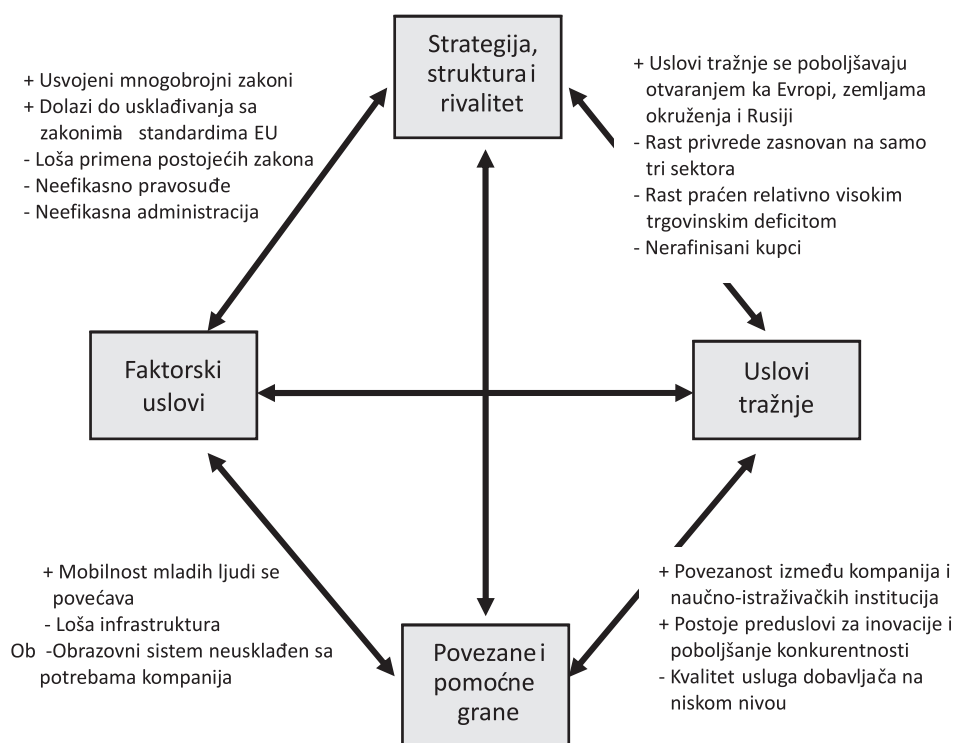 Strategija,
struktura i
rivalitet
+ Usvojeni mnogobrojni zakoni
+ Dolazi do usklađivanja sa
zakonima i standardima EU
- Loša primena postojećih zakona
- Neefikasno pravosuđe
- Neefikasna administracija
+ Uslovi tražnje se poboljšavaju
otvaranjem ka Evropi, zemljama
okruženja i Rusiji
- Rast privrede zasnovan na samo
tri sektora
- Rast praćen relativno visokim
trgovinskim deficitom
- Nerafinisani kupci
Faktorski
uslovi
Uslovi
tražnje
+ Mobilnost mladih ljudi se
povećava
- Loša infrastruktura
Ob -Obrazovni sistem neusklađen sa
potrebama kompanija
Povezane i
pomoćne
grane
+ Povezanost između kompanija i
naučno-istraživačkih institucija
+ Postoje preduslovi za inovacije i
poboljšanje konkurentnosti
- Kvalitet usluga dobavljača na
niskom nivou